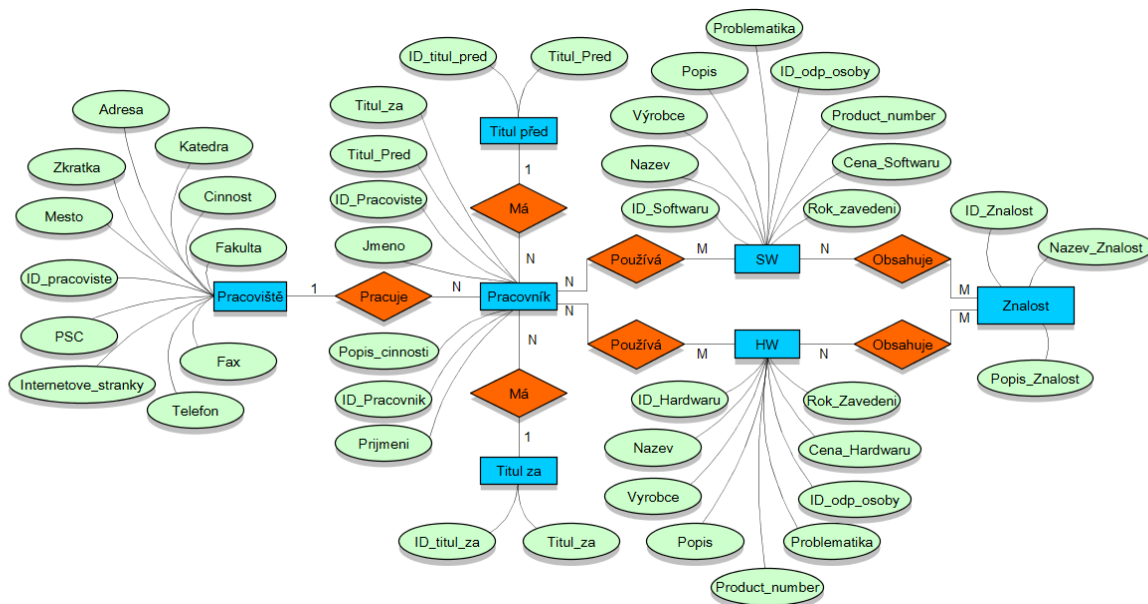 Problematika
ID_titul_pred
Titul_Pred
Popis
ID_odp_osoby
Titul_za
Adresa
Výrobce
Product_number
Titul před
Katedra
Titul_Pred
Zkratka
Nazev
Cena_Softwaru
1
Cinnost
ID_Pracoviste
Má
ID_Softwaru
Rok_zavedeni
ID_Znalost
Mesto
Fakulta
Jmeno
N
Používá
M
SW
N
Obsahuje
Nazev_Znalost
ID_pracoviste
Pracoviště
1
Pracuje
N
Pracovník
N
N
M
M
Znalost
PSC
Popis_cinnosti
N
Používá
M
HW
N
Obsahuje
Fax
Popis_Znalost
Internetove_stranky
ID_Pracovnik
Má
ID_Hardwaru
Rok_Zavedeni
Telefon
Prijmeni
1
Nazev
Cena_Hardwaru
Titul za
Vyrobce
ID_odp_osoby
ID_titul_za
Titul_za
Popis
Problematika
Product_number